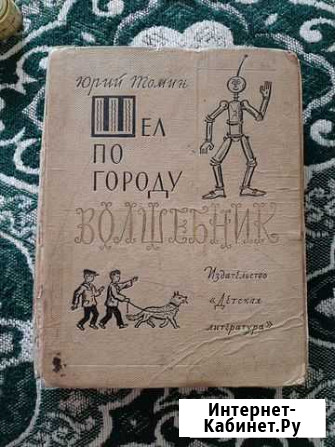 Юрий Томин
Шел
по
городу
волшебник
Издательство
«Детская
литература»
Интернет-
Кабинет.Ру